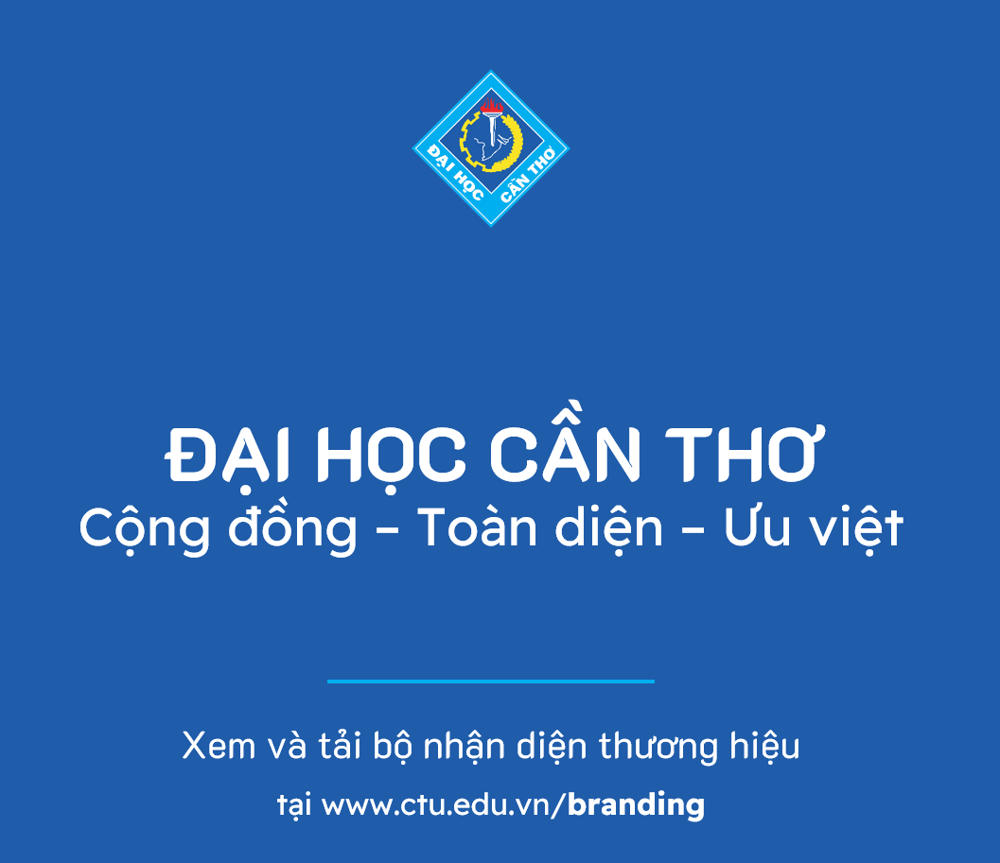 ĐẠI HỌC CẦN THƠ
ĐẠI HỌC CẦN THƠ
Cộng đồng – Toàn diện – Ưu việt
Xem và tải bộ nhận diện thương hiệu
tại www.ctu.edu.vn/branding